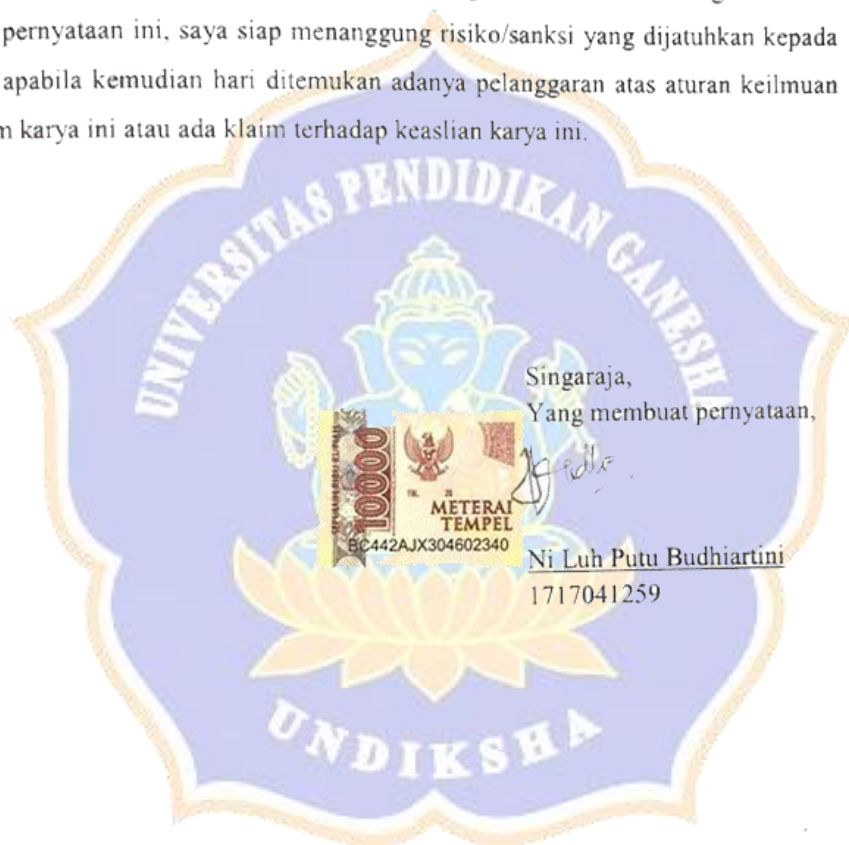 pernyataan ini, saya siap menanggung risiko/sanksi yang dijatuhkan kepada
apabila kemudian hari ditemukan adanya pelanggaran atas aturan keilmuan
karya ini atau ada klaim terhadap keaslian karya ini.
UNIVERSITAS PENDIDIKAN GANESHA
Singaraja,
Yang membuat pernyataan,
10000
TGL. 20
METERAI
TEMPEL
BC442AJX304602340
Ni Luh Putu Budhiartini
1717041259
UNDIKSHA